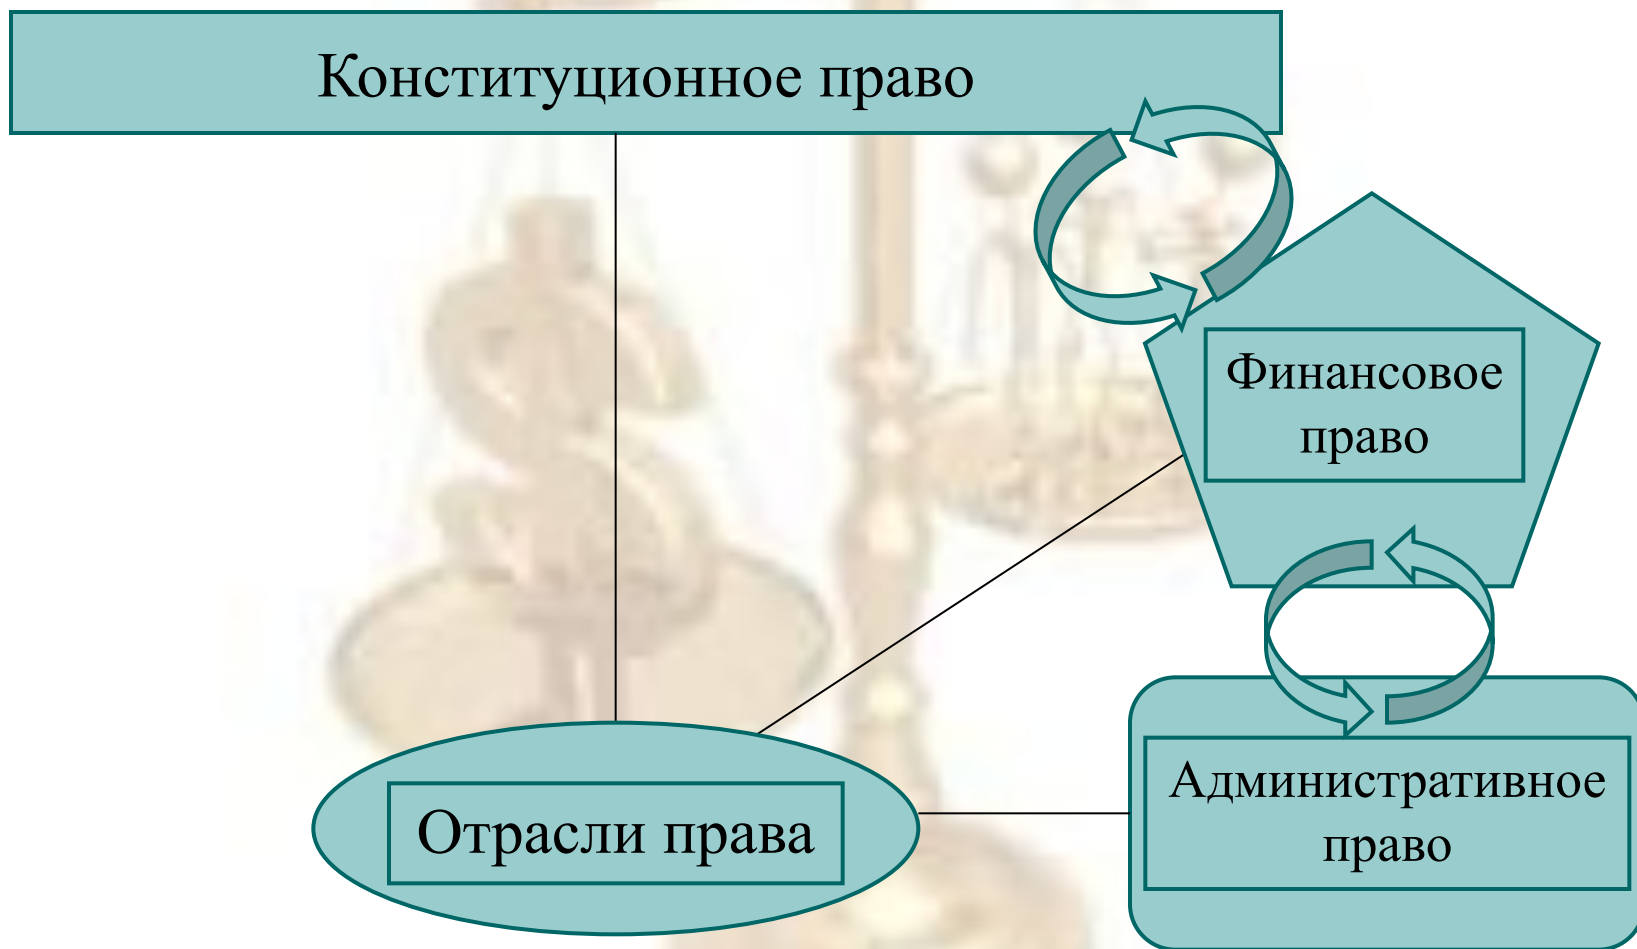 Конституционное право
Финансовое
право
Административное
право
Отрасли права